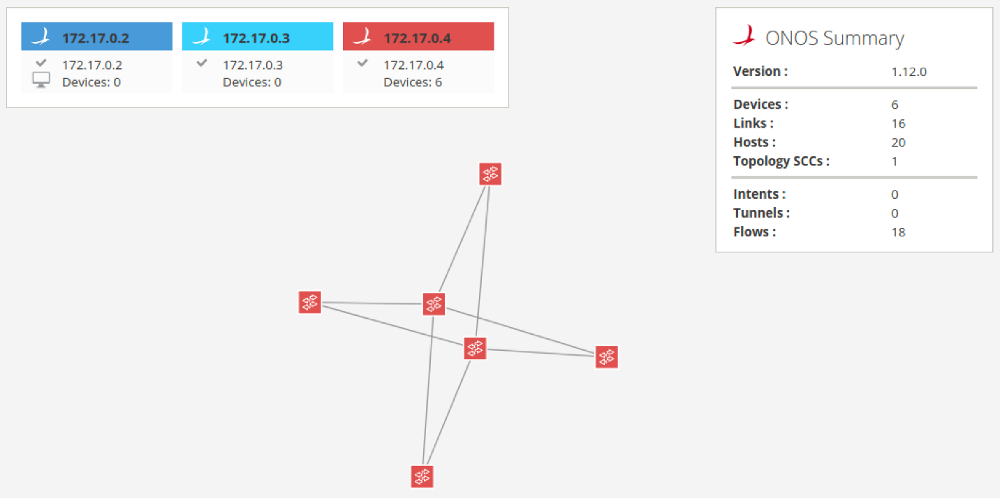 172.17.0.2
172.17.0.2
Devices: 0
172.17.0.3
172.17.0.3
Devices: 0
172.17.0.4
172.17.0.4
Devices: 6
ONOS Summary
Version : 1.12.0
Devices : 6
Links : 16
Hosts : 20
Topology SCCs : 1
Intents : 0
Tunnels : 0
Flows : 18